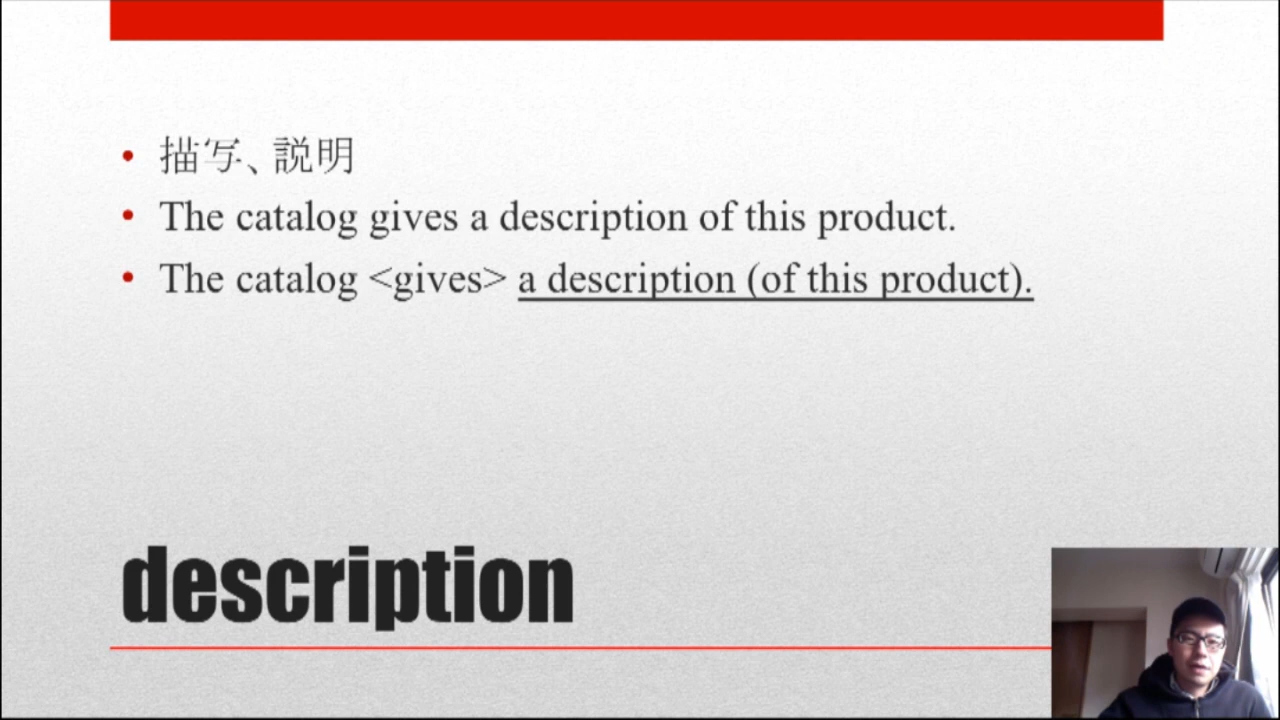 描写、説明
The catalog gives a description of this product.
The catalog <gives> a description (of this product).
description